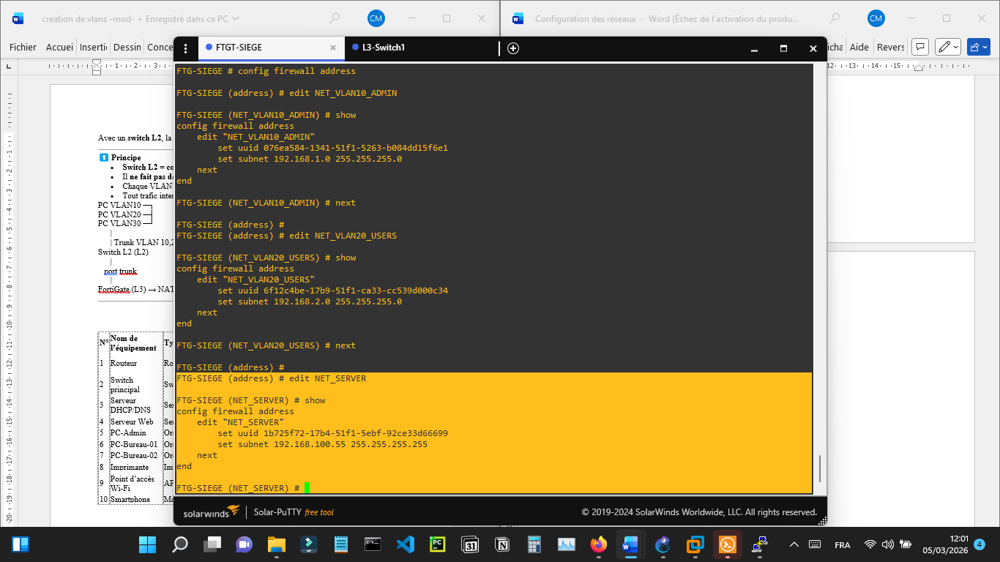 creation de vlans -mod- • Enregistré dans ce PC
CM
Configuration des réseaux - Word (Échec de l'activation du produ...
CM
Fichier Accuei Inserti Dessin Conce
Aide Revers
FTGT-SIEGE
L3-Switch1
Avec un switch L2, la
1 Principe
Switch L2 = co
Il ne fait pas de
Chaque VLAN
Tout trafic inter
PC VLAN10
PC VLAN20
PC VLAN30
| Trunk VLAN 10,2
Switch L2 (L2)
port trunk
FortiGate (L3) → NAT
N° Nom de l'équipement Ty
1 Routeur Ro
2 Switch principal Sw
3 Serveur DHCP/DNS Ser
4 Serveur Web Ser
5 PC-Admin Ord
6 PC-Bureau-01 Ord
7 PC-Bureau-02 Ord
8 Imprimante Im
9 Point d'accès Wi-Fi AP
10 Smartphone Mo
FTG-SIEGE # config firewall address
FTG-SIEGE (address) # edit NET_VLAN10_ADMIN
FTG-SIEGE (NET_VLAN10_ADMIN) # show
config firewall address
edit "NET_VLAN10_ADMIN"
set uuid 076ea584-1341-51f1-5263-b084dd15f6e1
set subnet 192.168.1.0 255.255.255.0
next
end
FTG-SIEGE (NET_VLAN10_ADMIN) # next
FTG-SIEGE (address) #
FTG-SIEGE (address) # edit NET_VLAN20_USERS
FTG-SIEGE (NET_VLAN20_USERS) # show
config firewall address
edit "NET_VLAN20_USERS"
set uuid 6f12c4be-17b9-51f1-ca33-cc539d000c34
set subnet 192.168.2.0 255.255.255.0
next
end
FTG-SIEGE (NET_VLAN20_USERS) # next
FTG-SIEGE (address) #
FTG-SIEGE (address) # edit NET_SERVER
FTG-SIEGE (NET_SERVER) # show
config firewall address
edit "NET_SERVER"
set uuid 1b725f72-17b4-51f1-5ebf-92ce33d66699
set subnet 192.168.100.55 255.255.255.255
next
end
FTG-SIEGE (NET_SERVER) #
solarwinds Solar-PuTTY free tool
© 2019-2024 SolarWinds Worldwide, LLC. All rights reserved.
FRA
12:01
05/03/2026
4